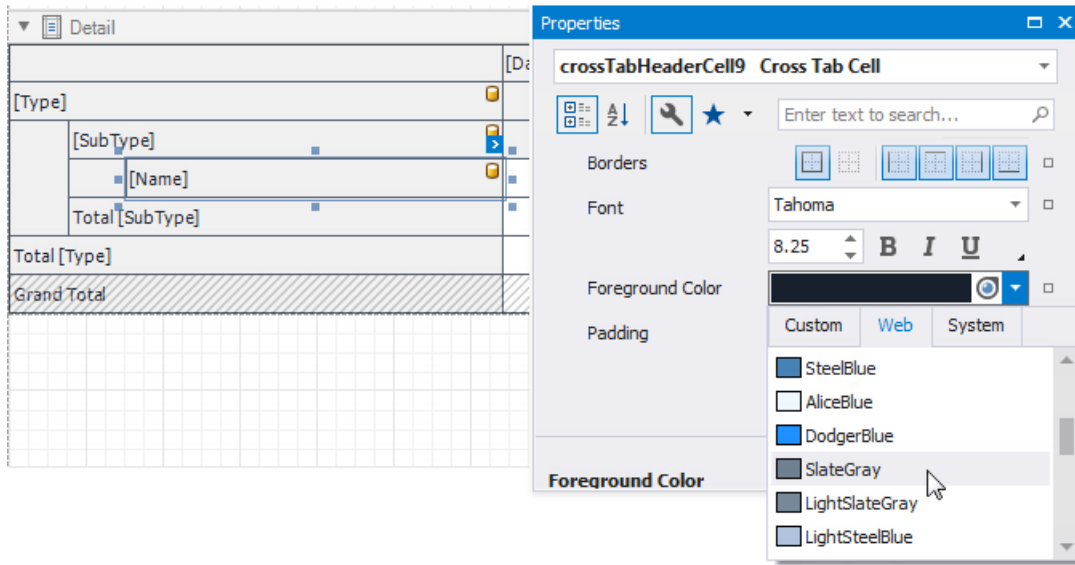 Detail
[Da
[Type]
[SubType]
[Name]
Total [SubType]
Total [Type]
Grand Total
Properties
crossTabHeaderCell9 Cross Tab Cell
Enter text to search...
Borders
Font
Tahoma
8.25
B I U
Foreground Color
Padding
Custom Web System
SteelBlue
AliceBlue
DodgerBlue
SlateGray
LightSlateGray
LightSteelBlue
Foreground Color